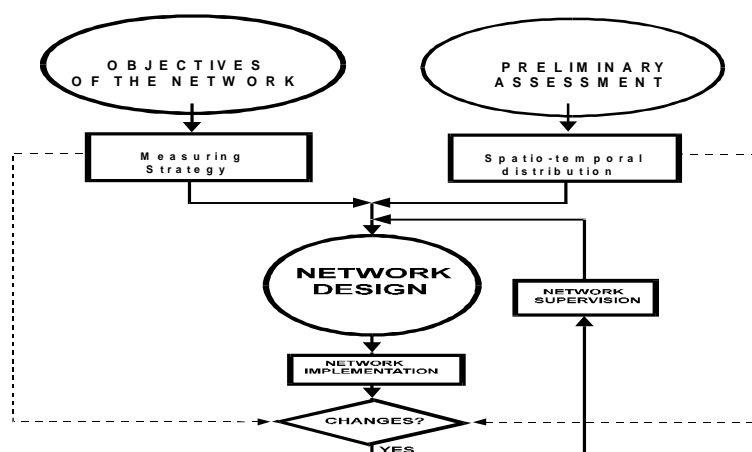 OBJECTIVES
OF THE NETWORK
PRELIMINARY
ASSESSMENT
Measuring
Strategy
Spatio-temporal
distribution
NETWORK
DESIGN
NETWORK
SUPERVISION
NETWORK
IMPLEMENTATION
CHANGES?
YES